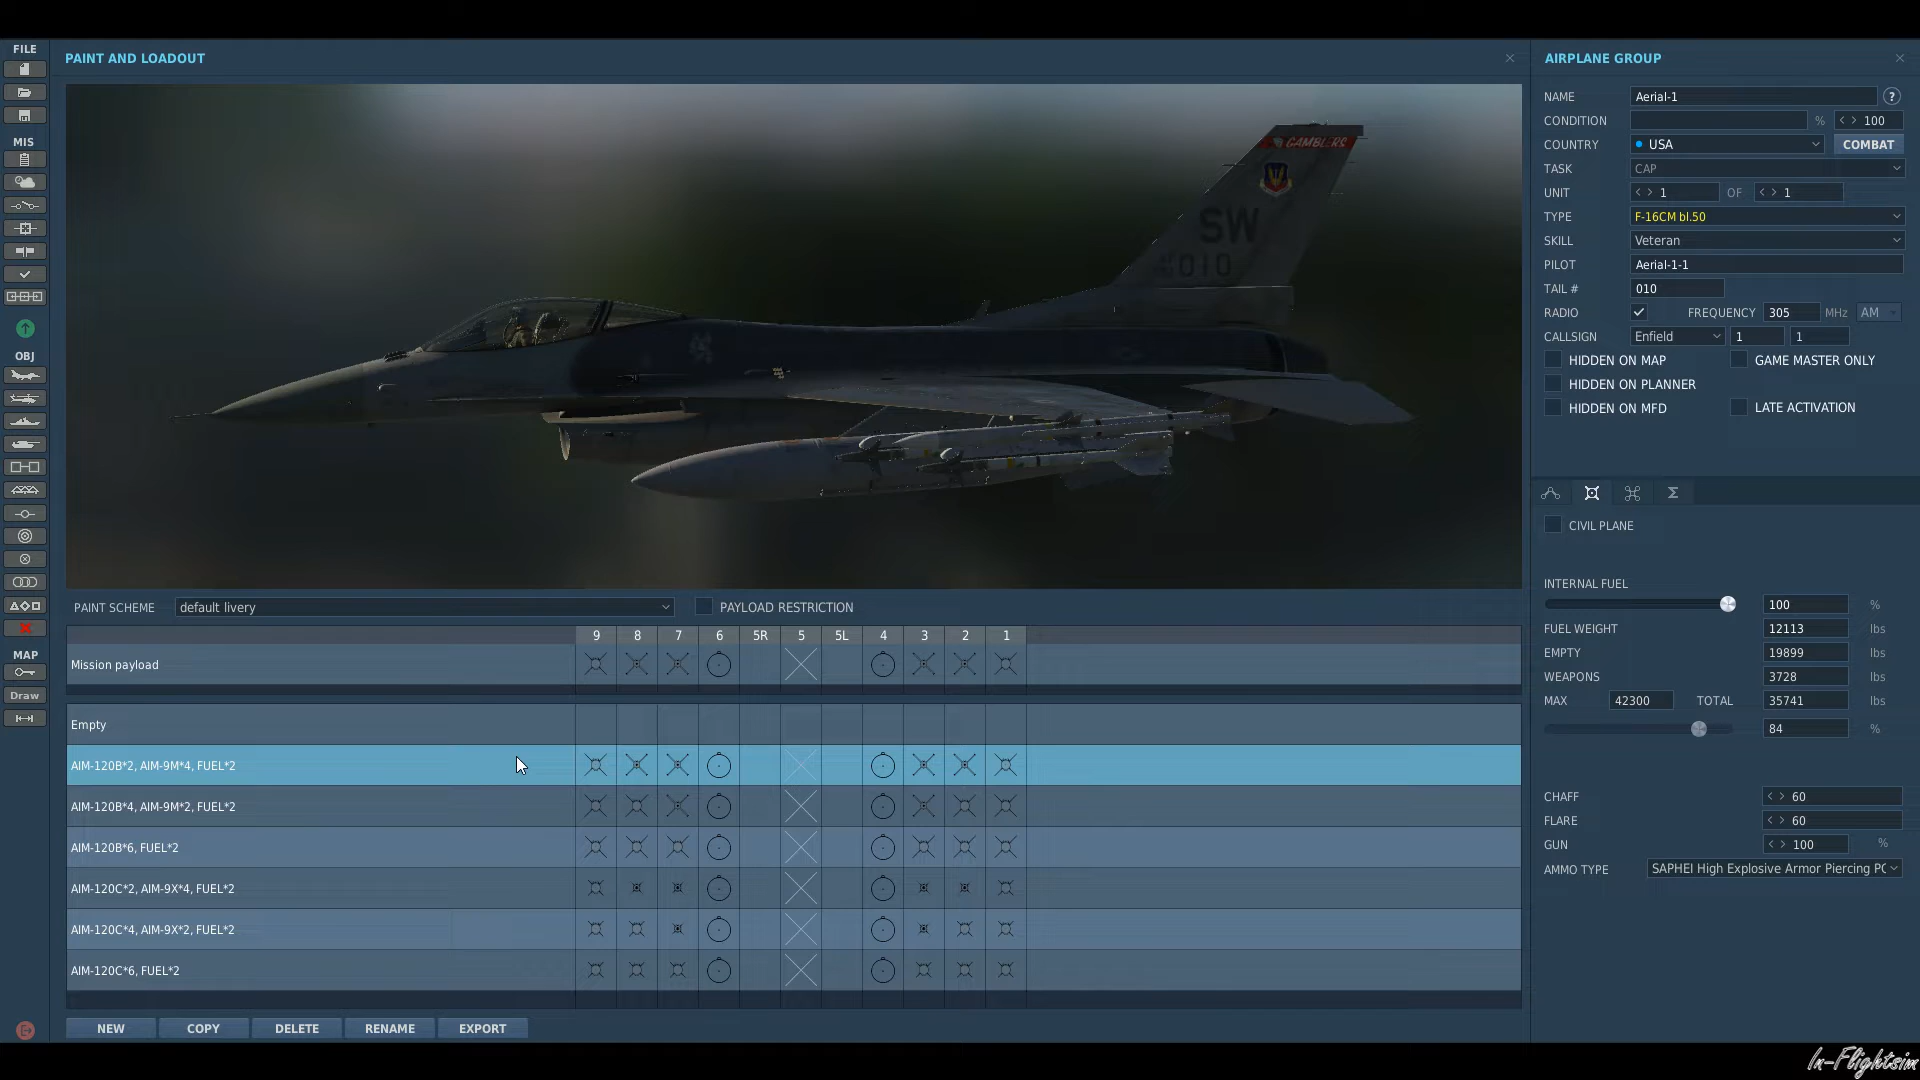 FILE
MIS
OBJ
MAP
Draw
PAINT AND LOADOUT
GAMBLERS
SW
AF 010
PAINT SCHEME default livery PAYLOAD RESTRICTION
9 8 7 6 5R 5 5L 4 3 2 1
Mission payload
Empty
AIM-120B*2, AIM-9M*4, FUEL*2
AIM-120B*4, AIM-9M*2, FUEL*2
AIM-120B*6, FUEL*2
AIM-120C*2, AIM-9X*4, FUEL*2
AIM-120C*4, AIM-9X*2, FUEL*2
AIM-120C*6, FUEL*2
NEW COPY DELETE RENAME EXPORT
AIRPLANE GROUP
NAME Aerial-1 ?
CONDITION % < > 100
COUNTRY USA COMBAT
TASK CAP
UNIT < > 1 OF < > 1
TYPE F-16CM bl.50
SKILL Veteran
PILOT Aerial-1-1
TAIL # 010
RADIO FREQUENCY 305 MHz AM
CALLSIGN Enfield 1 1
HIDDEN ON MAP GAME MASTER ONLY
HIDDEN ON PLANNER
HIDDEN ON MFD LATE ACTIVATION
Σ
CIVIL PLANE
INTERNAL FUEL
100 %
FUEL WEIGHT 12113 lbs
EMPTY 19899 lbs
WEAPONS 3728 lbs
MAX 42300 TOTAL 35741 lbs
84 %
CHAFF < > 60
FLARE < > 60
GUN < > 100 %
AMMO TYPE SAPHEI High Explosive Armor Piercing PG
In-Flightsim